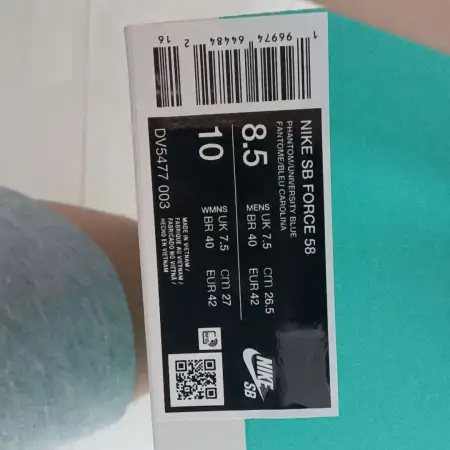 NIKE SB FORCE 58
PHANTOM/UNIVERSITY BLUE
FANTOME/BLEU CAROLINA
8.5
MENS UK 7.5 cm 26.5
BR 40 EUR 42
10
WMNS UK 7.5 cm 27
BR 40 EUR 42
DV5477 003
MADE IN VIETNAM /
FABRIQUE AU VIETNAM /
FABRICADO NO VIETNÃ /
HECHO EN VIETNAM
NIKE
SB
1 96974 64484 2
16